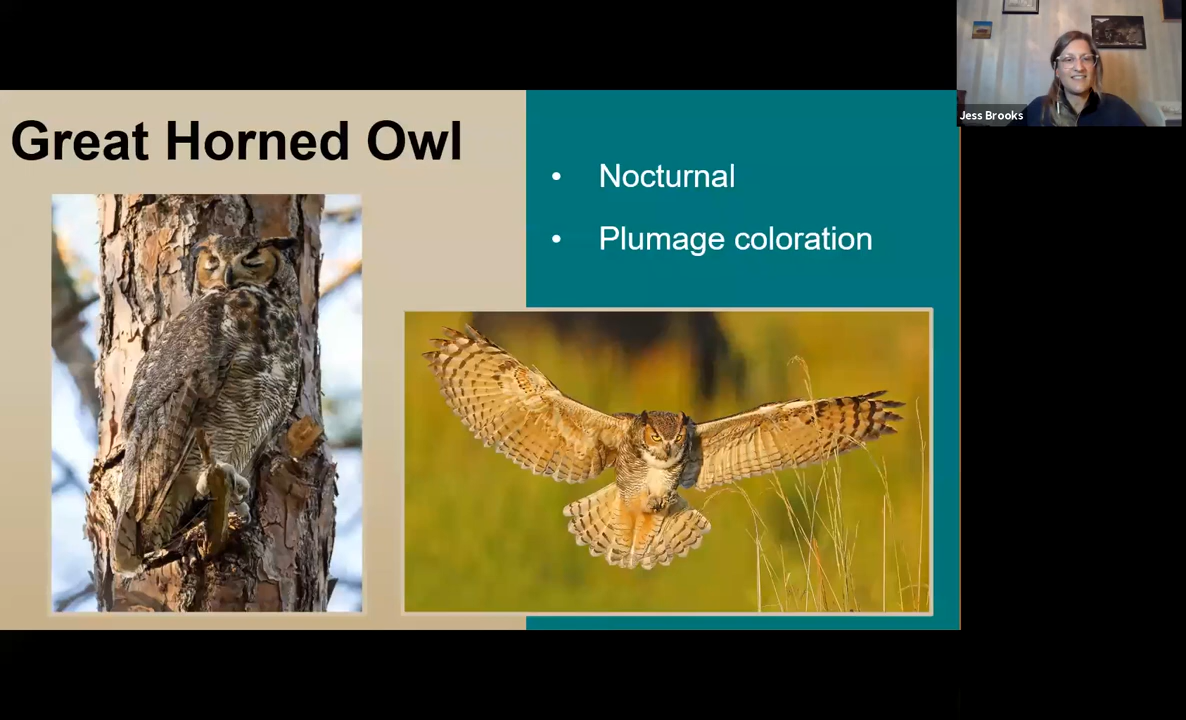 Jess Brooks
Great Horned Owl
• Nocturnal
• Plumage coloration